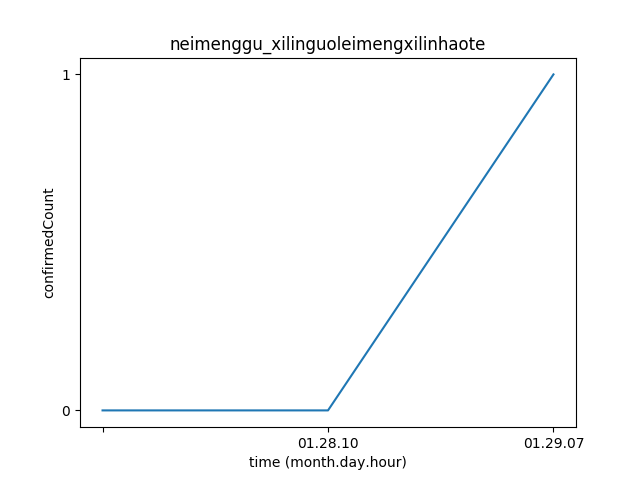 neimenggu_xilinguoleimengxilinhaote
1
confirmedCount
0
01.28.10
01.29.07
time (month.day.hour)